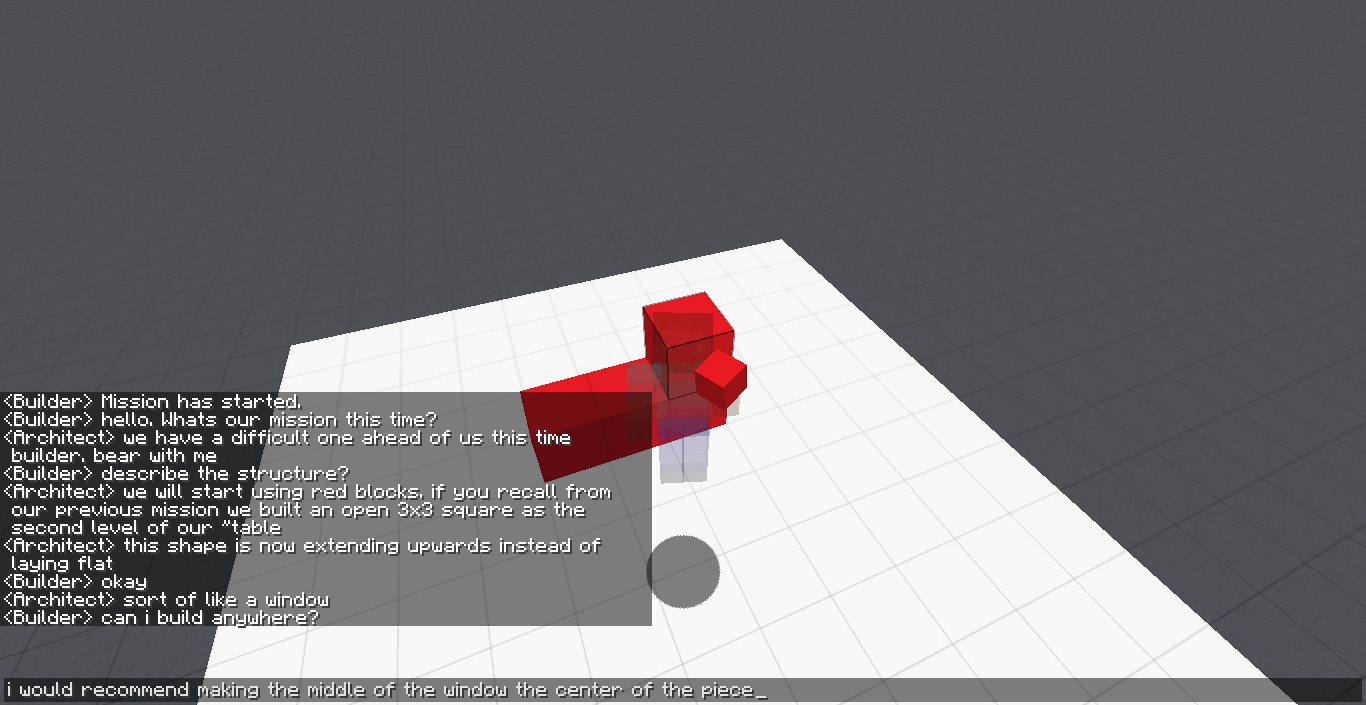 <Builder> Mission has started.
<Builder> hello. Whats our mission this time?
<Architect> we have a difficult one ahead of us this time
builder. bear with me
<Builder> describe the structure?
<Architect> we will start using red blocks. if you recall from
our previous mission we built an open 3x3 square as the
second level of our "table
<Architect> this shape is now extending upwards instead of
laying flat
<Builder> okay
<Architect> sort of like a window
<Builder> can i build anywhere?
i would recommend making the middle of the window the center of the piece_